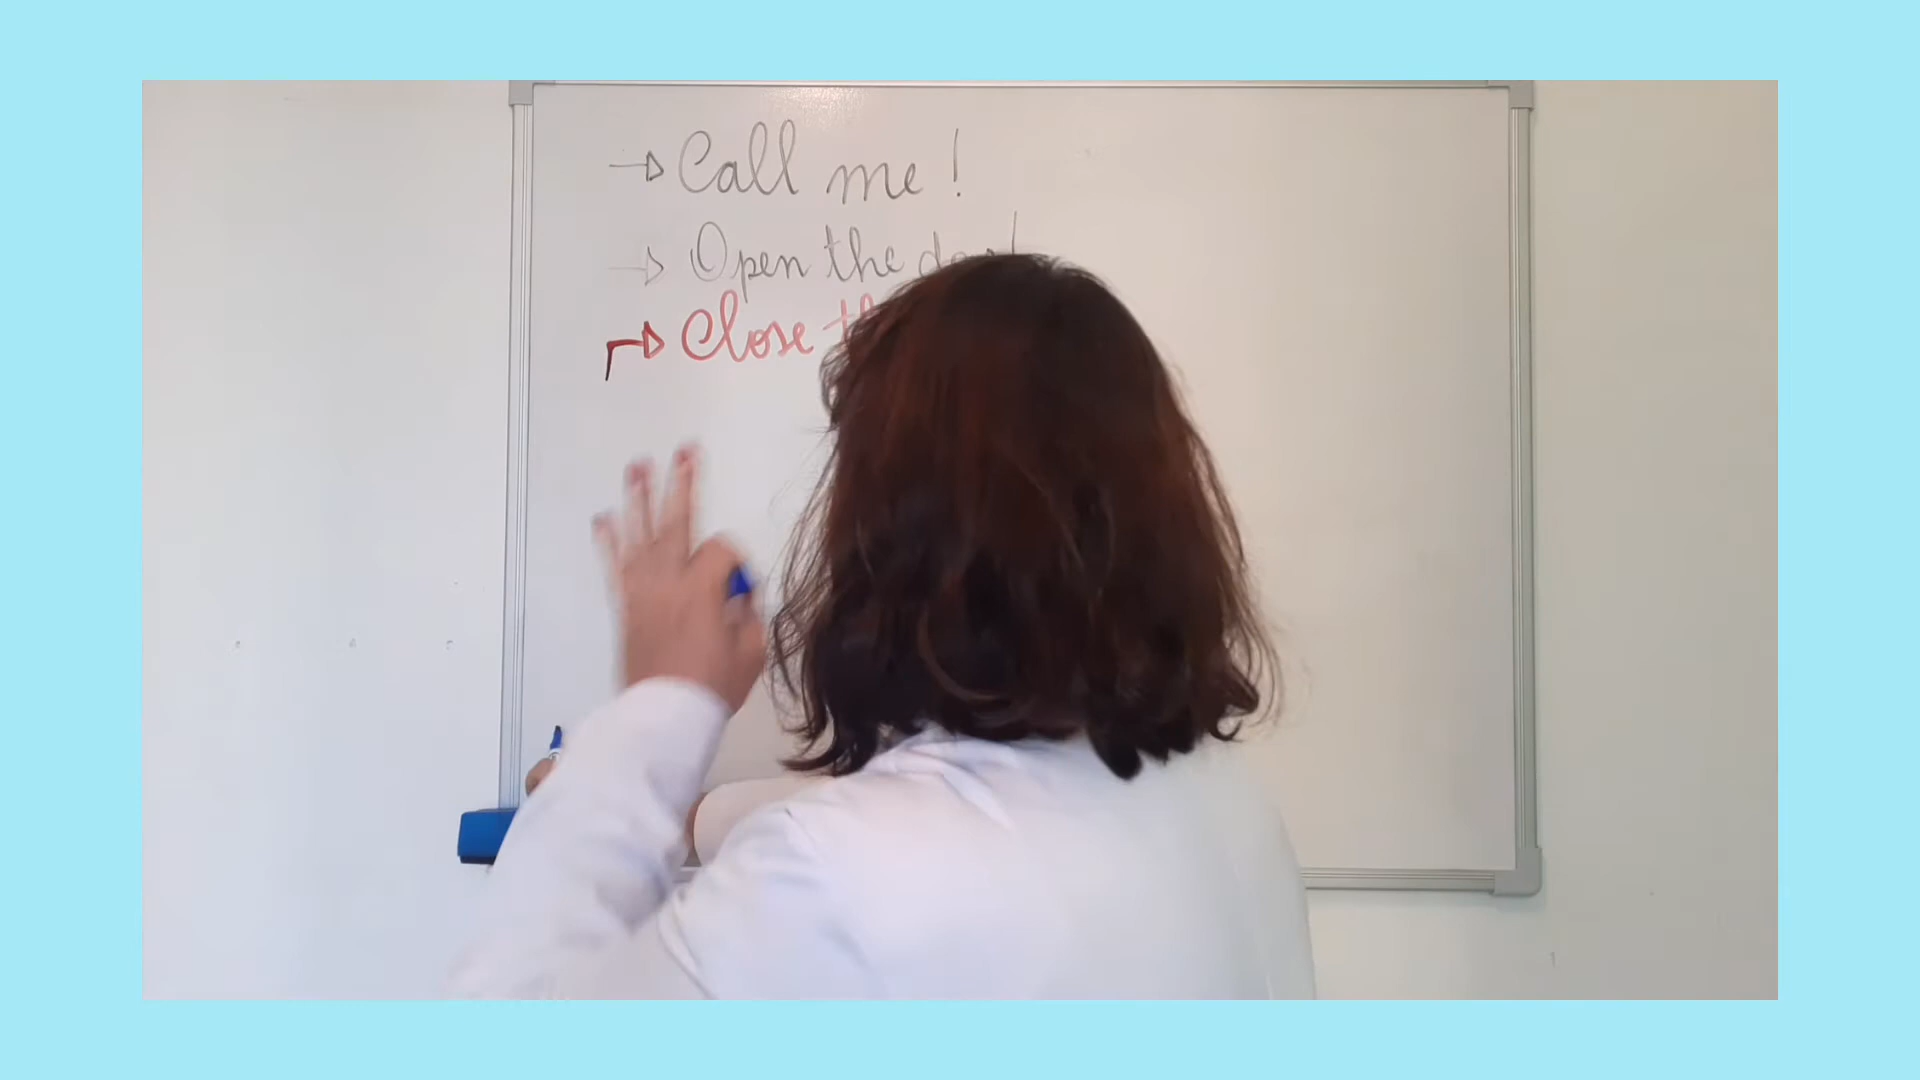 → Call me !
→ Open the
→ Close